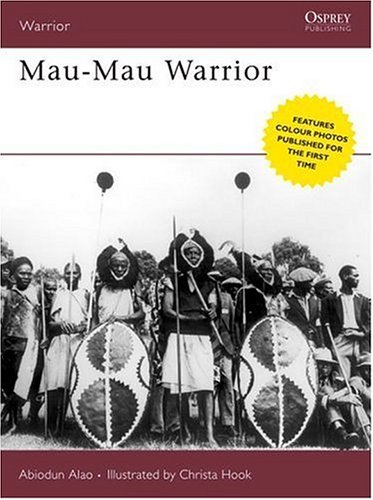 Warrior
OSPREY
PUBLISHING
Mau-Mau Warrior
FEATURES
COLOUR PHOTOS
PUBLISHED FOR
THE FIRST
TIME
Abiodun Alao • Illustrated by Christa Hook